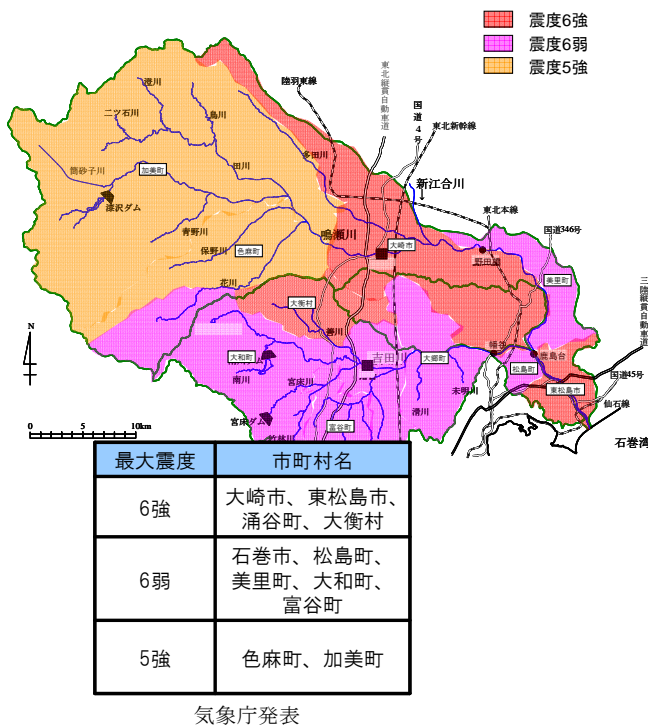 震度6強
震度6弱
震度5強
陸羽東線
東北縦貫自動車道
国道4号
東北新幹線
澄川
二ツ石川
鳥川
筒砂子川
加美町
田川
多田川
新江合川
漆沢ダム
東北本線
国道346号
青野川
保野川
色麻町
鳴瀬川
大崎市
野田橋
美里町
三陸縦貫自動車道
花川
大衡村
善川
吉田川
大和町
大郷町
幡谷
鹿島台
南川
宮床川
松島町
国道45号
東松島市
仙石線
滑川
宮床ダム
竹林川
富谷町
石巻湾
N
0
5
10km
最大震度 市町村名
6強 大崎市、東松島市、
涌谷町、大衡村
6弱 石巻市、松島町、
美里町、大和町、
富谷町
5強 色麻町、加美町
気象庁発表